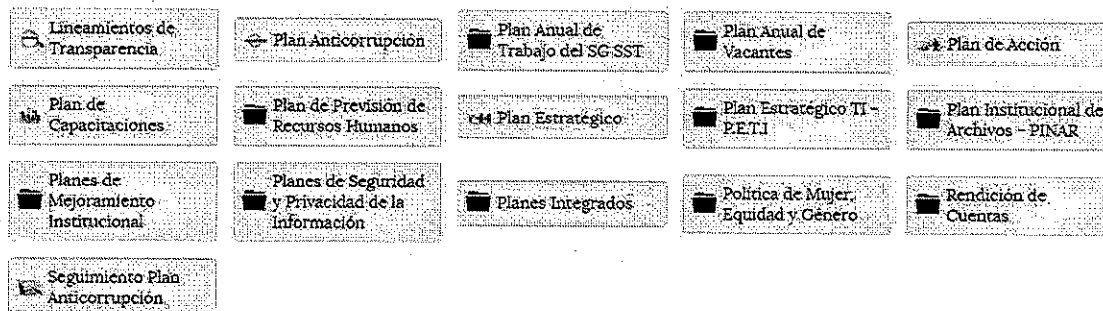 Lineamientos de
Transparencia
Plan Anticorrupción
Plan Anual de
Trabajo del SG-SST
Plan Anual de
Vacantes
Plan de Acción
Plan de
Capacitaciones
Plan de Previsión de
Recursos Humanos
Plan Estratégico
Plan Estratégico TI –
P.E.T.I
Plan Institucional de
Archivos – PINAR
Planes de
Mejoramiento
Institucional
Planes de Seguridad
y Privacidad de la
Información
Planes Integrados
Política de Mujer,
Equidad y Género
Rendición de
Cuentas
Seguimiento Plan
Anticorrupción